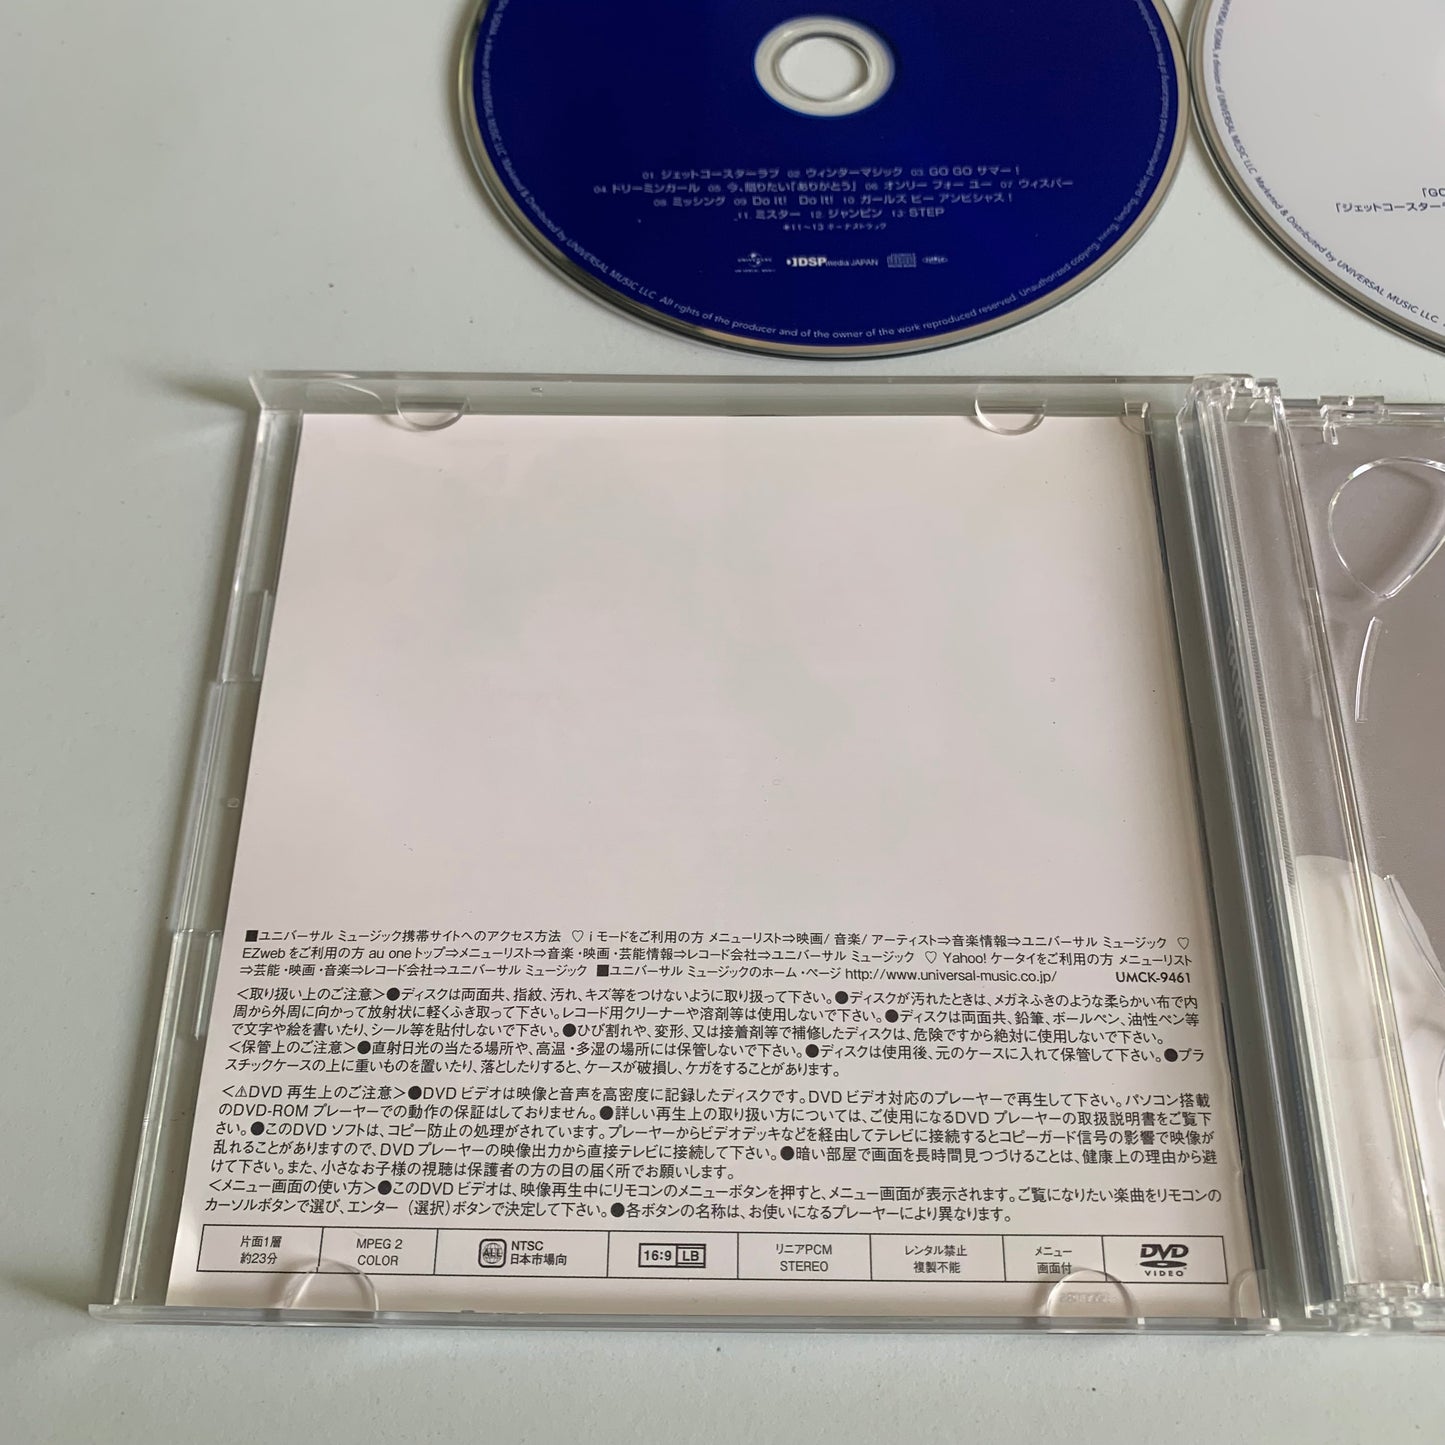 01 ジェットコースターラブ 02 ウィンターマジック 03 GO GO サマー！
04 ドリーミンガール 05 今、贈りたい「ありがとう」 06 オンリー フォー ユー 07 ウィスパー
08 ミッシング 09 Do It! Do It! 10 ガールズ ビー アンビシャス！
11 ミスター 12 ジャンピン 13 STEP
※11〜13 ボーナストラック
DSPmedia JAPAN
Marketed & Distributed by UNIVERSAL MUSIC LLC All rights of the producer and of the owner of the work reproduced reserved. Unauthorized copying, hiring, lending, public performance and broadcasting
UNIVERSAL SIGMA, a division of UNIVERSAL MUSIC LLC Marketed & Distributed by UNIVERSAL MUSIC LLC
「GO
「ジェットコースター
■ユニバーサル ミュージック携帯サイトへのアクセス方法 ♡ i モードをご利用の方 メニューリスト⇒映画/ 音楽/ アーティスト⇒音楽情報⇒ユニバーサル ミュージック ♡
EZweb をご利用の方 au one トップ⇒メニューリスト⇒音楽・映画・芸能情報⇒レコード会社⇒ユニバーサル ミュージック ♡ Yahoo! ケータイをご利用の方 メニューリスト
⇒芸能・映画・音楽⇒レコード会社⇒ユニバーサル ミュージック ■ユニバーサル ミュージックのホーム・ページ http://www.universal-music.co.jp/ UMCK-9461
＜取り扱い上のご注意＞●ディスクは両面共、指紋、汚れ、キズ等をつけないように取り扱って下さい。●ディスクが汚れたときは、メガネふきのような柔らかい布で内
周から外周に向かって放射状に軽くふき取って下さい。レコード用クリーナーや溶剤等は使用しないで下さい。●ディスクは両面共、鉛筆、ボールペン、油性ペン等
で文字や絵を書いたり、シール等を貼付しないで下さい。●ひび割れや、変形、又は接着剤等で補修したディスクは、危険ですから絶対に使用しないで下さい。
＜保管上のご注意＞●直射日光の当たる場所や、高温・多湿の場所には保管しないで下さい。●ディスクは使用後、元のケースに入れて保管して下さい。●プラ
スチックケースの上に重いものを置いたり、落としたりすると、ケースが破損し、ケガをすることがあります。
＜⚠DVD 再生上のご注意＞●DVD ビデオは映像と音声を高密度に記録したディスクです。DVD ビデオ対応のプレーヤーで再生して下さい。パソコン搭載
のDVD-ROM プレーヤーでの動作の保証はしておりません。●詳しい再生上の取り扱い方については、ご使用になるDVD プレーヤーの取扱説明書をご覧下
さい。●このDVD ソフトは、コピー防止の処理がされています。プレーヤーからビデオデッキなどを経由してテレビに接続するとコピーガード信号の影響で映像が
乱れることがありますので、DVD プレーヤーの映像出力から直接テレビに接続して下さい。●暗い部屋で画面を長時間見つづけることは、健康上の理由から避
けて下さい。また、小さなお子様の視聴は保護者の方の目の届く所でお願いします。
＜メニュー画面の使い方＞●このDVD ビデオは、映像再生中にリモコンのメニューボタンを押すと、メニュー画面が表示されます。ご覧になりたい楽曲をリモコンの
カーソルボタンで選び、エンター（選択）ボタンで決定して下さい。●各ボタンの名称は、お使いになるプレーヤーにより異なります。
片面1層
約23分
MPEG 2
COLOR
ALL
NTSC
日本市場向
16:9 LB
リニアPCM
STEREO
レンタル禁止
複製不能
メニュー
画面付
DVD
VIDEO